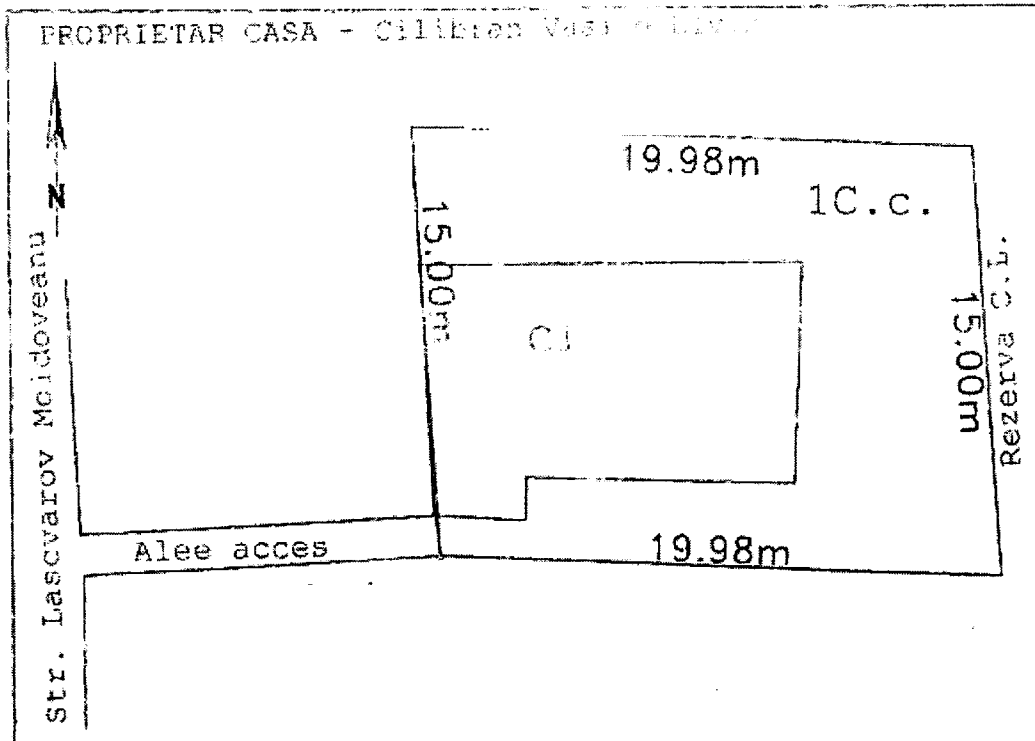 PROPRIETAR CASA - Cilibian
N
Str. Lascvarov Moldoveanu
19.98m
1C.c.
15.00m
C1
15.00m
Rezerva C.L.
Alee acces
19.98m